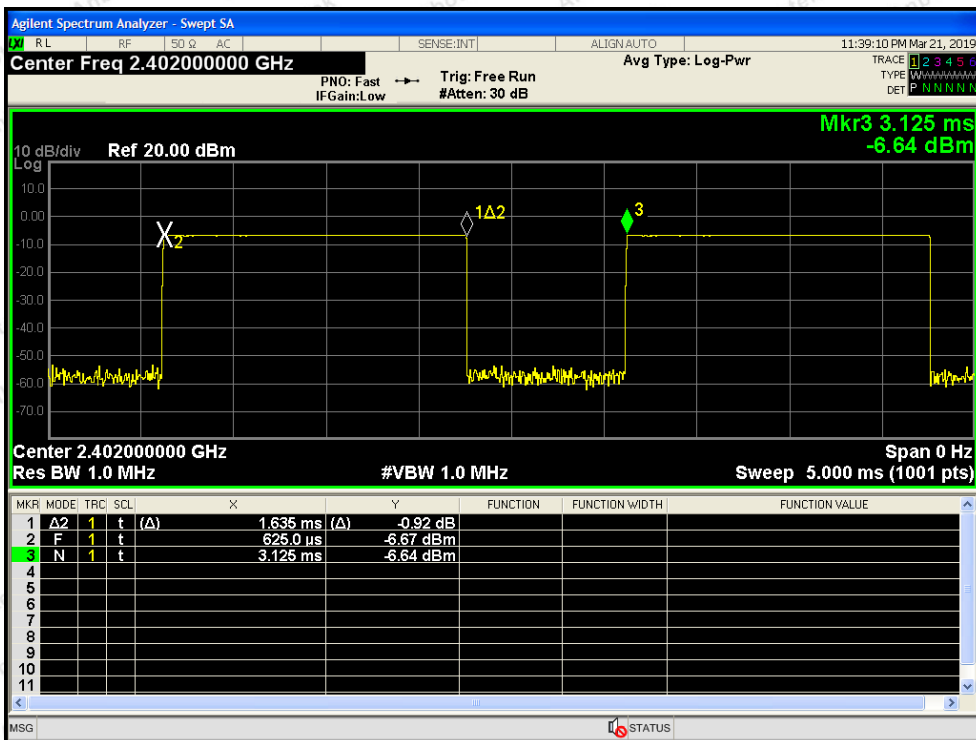 Agilent Spectrum Analyzer - Swept SA
LXI RL RF 50 Ω AC SENSE:INT ALIGN AUTO 11:39:10 PM Mar 21, 2019
Center Freq 2.402000000 GHz Avg Type: Log-Pwr TRACE 1 2 3 4 5 6
PNO: Fast Trig: Free Run TYPE WWWWWW
IFGain:Low #Atten: 30 dB DET P N N N N N
Mkr3 3.125 ms
10 dB/div Ref 20.00 dBm -6.64 dBm
Log
10.0
0.00 1Δ2 3
-10.0 X2
-20.0
-30.0
-40.0
-50.0
-60.0
-70.0
Center 2.402000000 GHz Span 0 Hz
Res BW 1.0 MHz #VBW 1.0 MHz Sweep 5.000 ms (1001 pts)
MKR MODE TRC SCL X Y FUNCTION FUNCTION WIDTH FUNCTION VALUE
1 Δ2 1 t (Δ) 1.635 ms (Δ) -0.92 dB
2 F 1 t 625.0 µs -6.67 dBm
3 N 1 t 3.125 ms -6.64 dBm
4
5
6
7
8
9
10
11
MSG STATUS